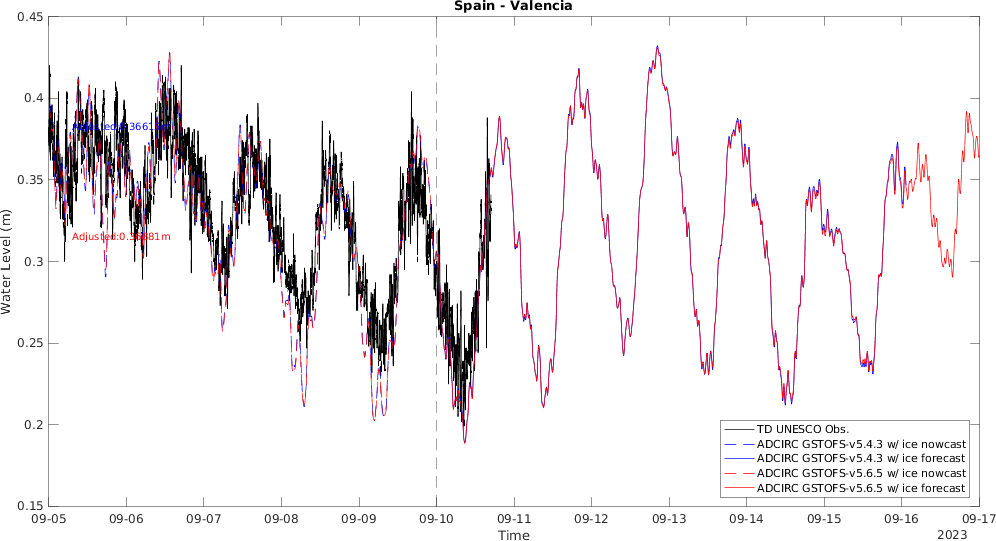 Spain - Valencia
0.45
0.4
0.35
0.3
0.25
0.2
0.15
Water Level (m)
Adjusted:0.36681m
09-05
09-06
09-07
09-08
09-09
09-10
09-11
09-12
09-13
09-14
09-15
09-16
09-17
Time
2023
TD UNESCO Obs.
ADCIRC GSTOFS-v5.4.3 w/ ice nowcast
ADCIRC GSTOFS-v5.4.3 w/ ice forecast
ADCIRC GSTOFS-v5.6.5 w/ ice nowcast
ADCIRC GSTOFS-v5.6.5 w/ ice forecast